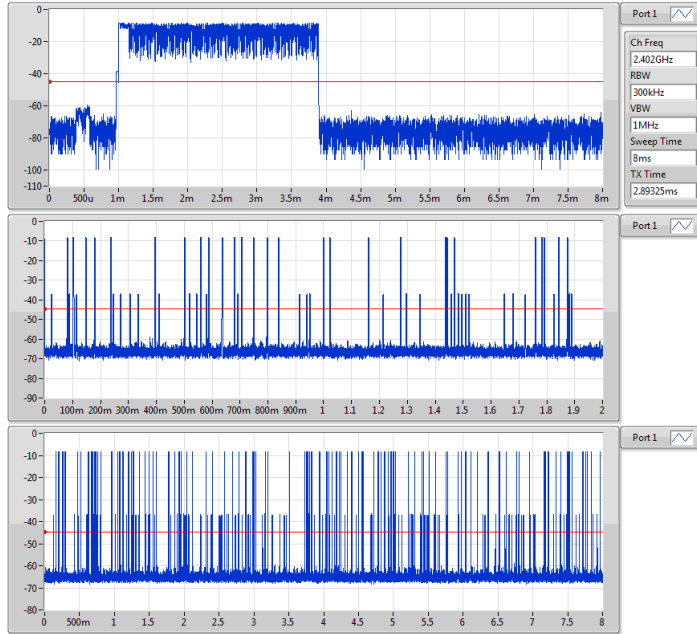 0
-20
-40
-60
-80
-100
-110
0 500u 1m 1.5m 2m 2.5m 3m 3.5m 4m 4.5m 5m 5.5m 6m 6.5m 7m 7.5m 8m
Port 1
Ch Freq
2.402GHz
RBW
300kHz
VBW
1MHz
Sweep Time
8ms
TX Time
2.89325ms
0
-10
-20
-30
-40
-50
-60
-70
-80
-90
0 100m 200m 300m 400m 500m 600m 700m 800m 900m 1 1.1 1.2 1.3 1.4 1.5 1.6 1.7 1.8 1.9 2
Port 1
0
-10
-20
-30
-40
-50
-60
-70
-80
0 500m 1 1.5 2 2.5 3 3.5 4 4.5 5 5.5 6 6.5 7 7.5 8
Port 1